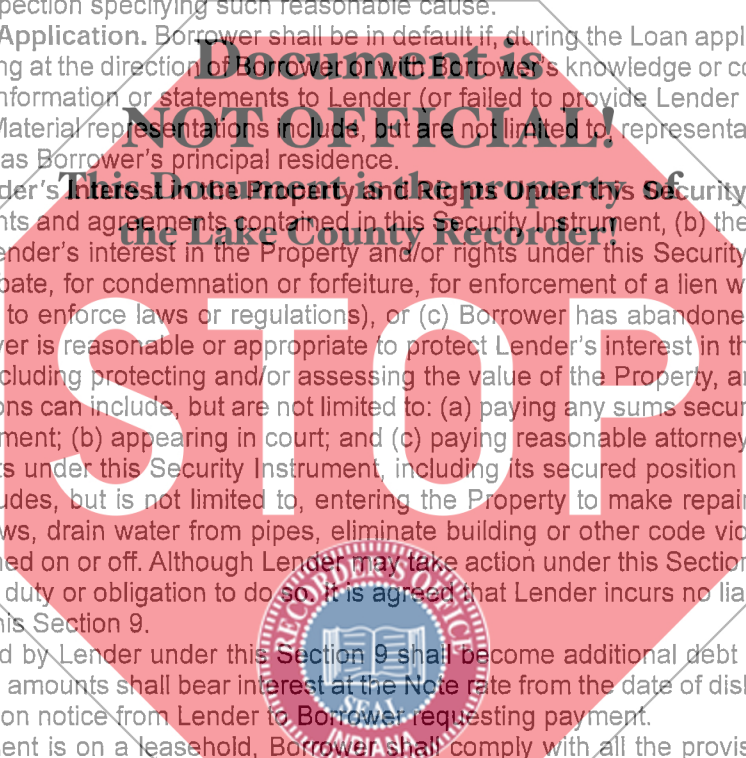 pection specifying such reasonable cause.
Application. Borrower shall be in default if, during the Loan appl
Document is
ng at the direction of Borrower or with Borrower's knowledge or co
nformation or statements to Lender (or failed to provide Lender
NOT OFFICIAL!
Material representations include, but are not limited to, representa
as Borrower's principal residence.
This Document is the property of
der's Interest in the Property and Rights Under this Security
nts and agreements contained in this Security Instrument, (b) the
the Lake County Recorder!
ender's interest in the Property and/or rights under this Security
bate, for condemnation or forfeiture, for enforcement of a lien w
to enforce laws or regulations), or (c) Borrower has abandone
ver is reasonable or appropriate to protect Lender's interest in th
cluding protecting and/or assessing the value of the Property, a
ons can include, but are not limited to: (a) paying any sums secur
STOP
ment; (b) appearing in court; and (c) paying reasonable attorney
ts under this Security Instrument, including its secured position
udes, but is not limited to, entering the Property to make repair
ws, drain water from pipes, eliminate building or other code vio
ned on or off. Although Lender may take action under this Section
duty or obligation to do so. It is agreed that Lender incurs no lia
his Section 9.
d by Lender under this Section 9 shall become additional debt
amounts shall bear interest at the Note rate from the date of dis
on notice from Lender to Borrower requesting payment.
ent is on a leasehold, Borrower shall comply with all the provis
RECORDER'S OFFICE
SEAL
INDIANA